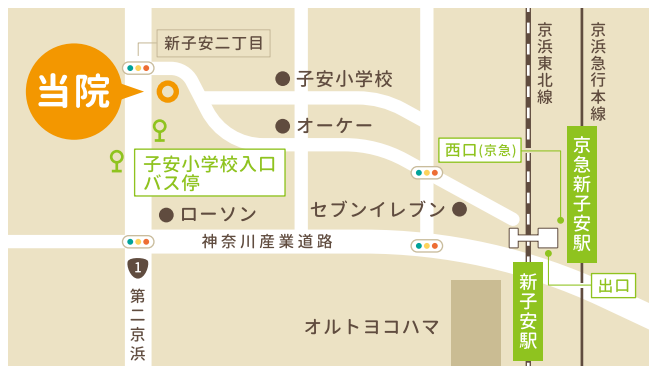 新子安二丁目
当院
子安小学校
オーケー
京浜東北線
京浜急行本線
西口(京急)
京急新子安駅
子安小学校入口
バス停
ローソン
セブンイレブン
神奈川産業道路
1
第二京浜
新子安駅
出口
オルトヨコハマ